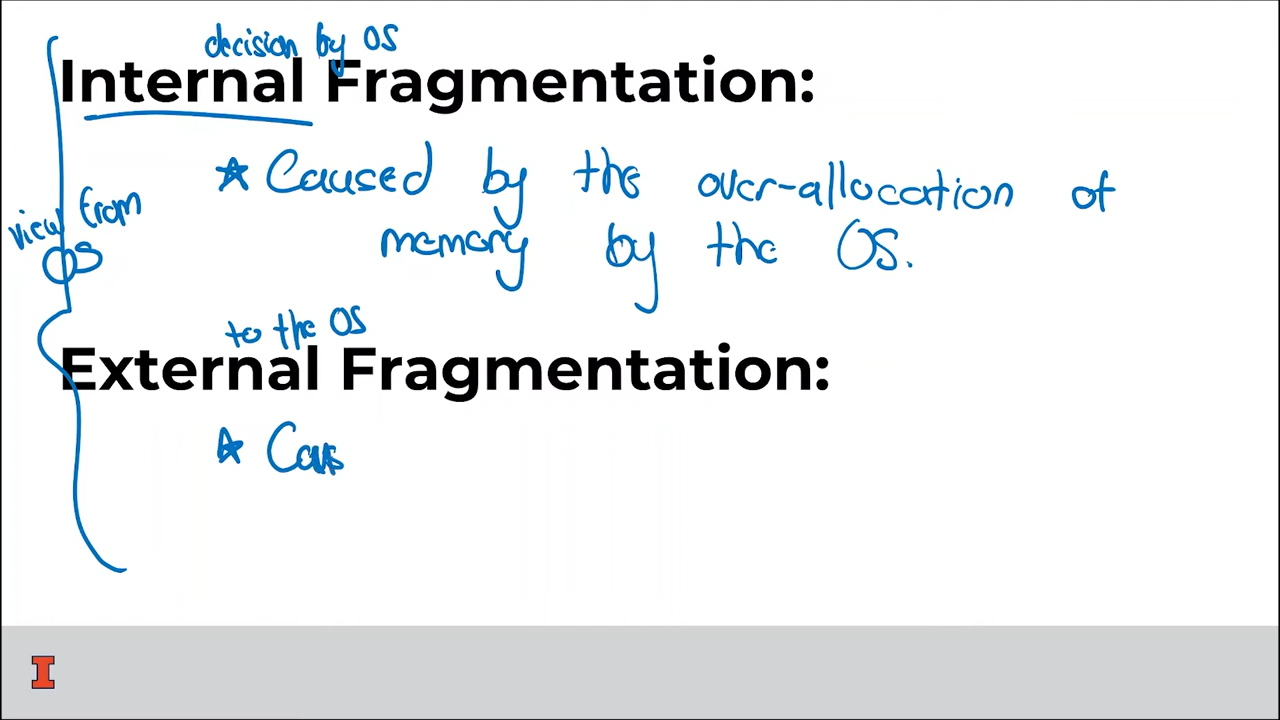 decision by OS
Internal Fragmentation:
★ Caused by the over-allocation of
memory by the OS.
view from
OS
to the OS
External Fragmentation:
★ Caus
I